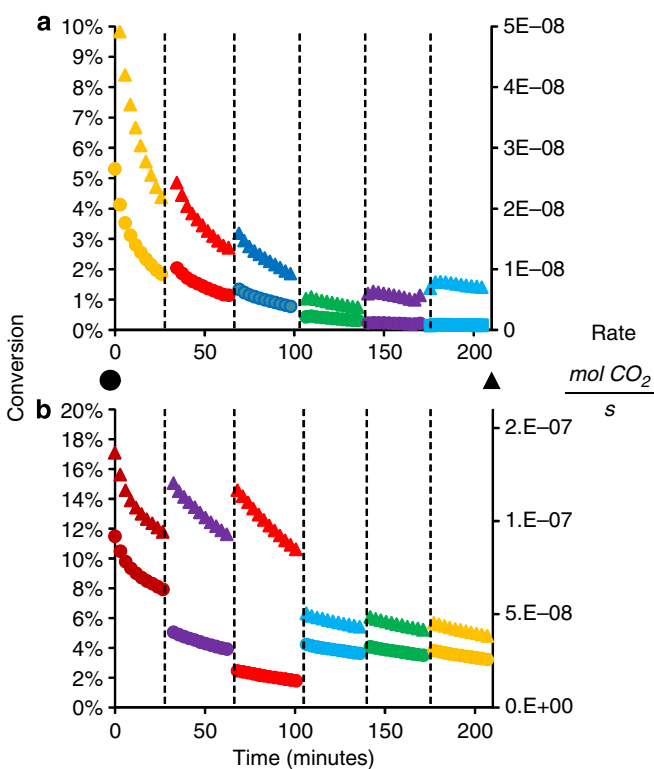 a
10%
9%
8%
7%
6%
5%
4%
3%
2%
1%
0%
5E–08
4E–08
3E–08
2E–08
1E–08
0
0 50 100 150 200
Conversion
Rate
mol CO2
s
b
20%
18%
16%
14%
12%
10%
8%
6%
4%
2%
0%
2.E–07
1.E–07
5.E–08
0.E+00
0 50 100 150 200
Time (minutes)